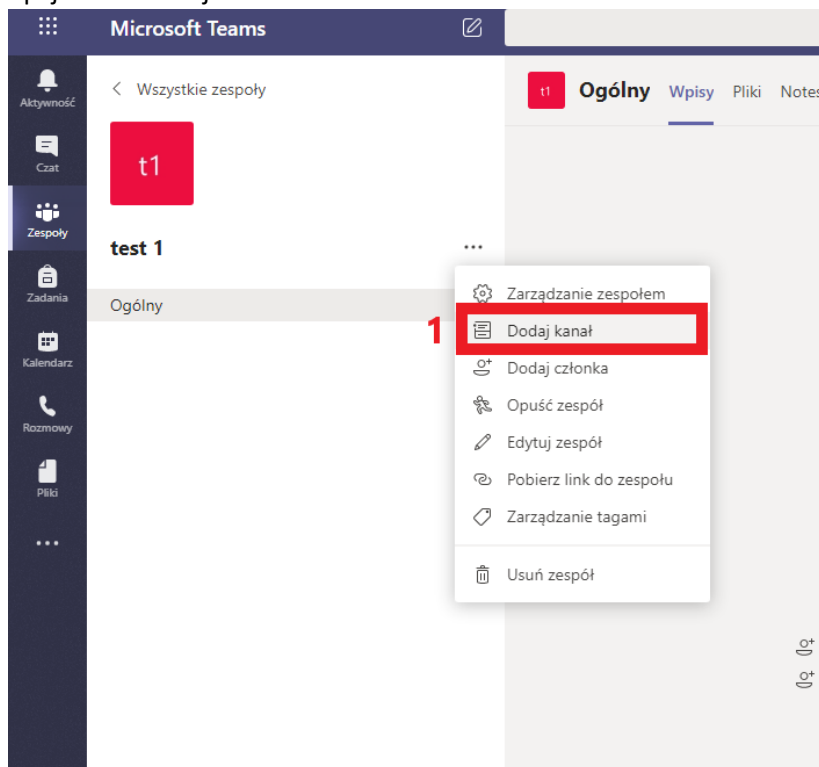 Microsoft Teams
Aktywność
Czat
Zespoły
Zadania
Kalendarz
Rozmowy
Pliki
Wszystkie zespoły
t1
test 1
Ogólny
t1 Ogólny Wpisy Pliki Notes
1
Zarządzanie zespołem
Dodaj kanał
Dodaj członka
Opuść zespół
Edytuj zespół
Pobierz link do zespołu
Zarządzanie tagami
Usuń zespół